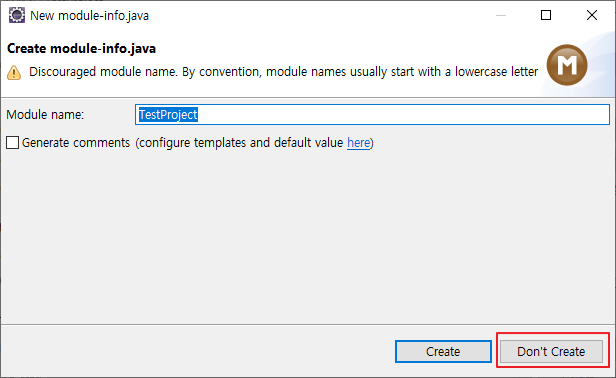 New module-info.java
Create module-info.java
Discouraged module name. By convention, module names usually start with a lowercase letter
M
Module name: TestProject
Generate comments (configure templates and default value here)
Create Don't Create